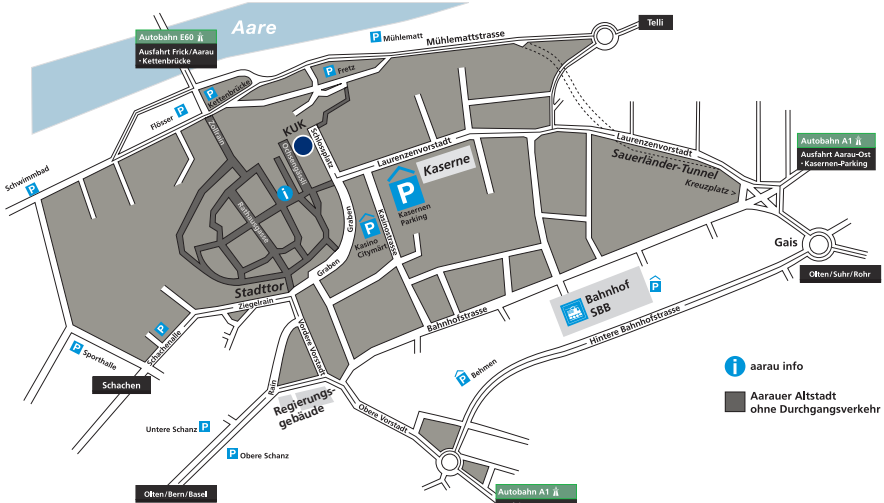 Aare
Telli
Autobahn E60
Ausfahrt Frick/Aarau
· Kettenbrücke
P Mühlematt
Mühlemattstrasse
P Fretz
P
Kettenbrücke
P
Flösser
Zollrain
KUK
Schlossplatz
Ochsengässli
Laurenzenvorstadt
Laurenzenvorstadt
Autobahn A1
Ausfahrt Aarau-Ost
· Kasernen-Parking
Kaserne
Sauerländer-Tunnel
Kreuzplatz >
Schwimmbad
P
i
P
Kasernen
Parking
Rathausgasse
Graben
Kasinostrasse
P
Kasino
Citymärt
Gais
Graben
Olten/Suhr/Rohr
Stadttor
Ziegelrain
Bahnhof
SBB
P
Bahnhofstrasse
Hintere Bahnhofstrasse
P
Schachenallee
Vordere Vorstadt
P
Sporthalle
Schachen
P
Behmen
i aarau info
Rain
Regierungs-
gebäude
Obere Vorstadt
Aarauer Altstadt
ohne Durchgangsverkehr
Untere Schanz P
P Obere Schanz
Olten/Bern/Basel
Autobahn A1